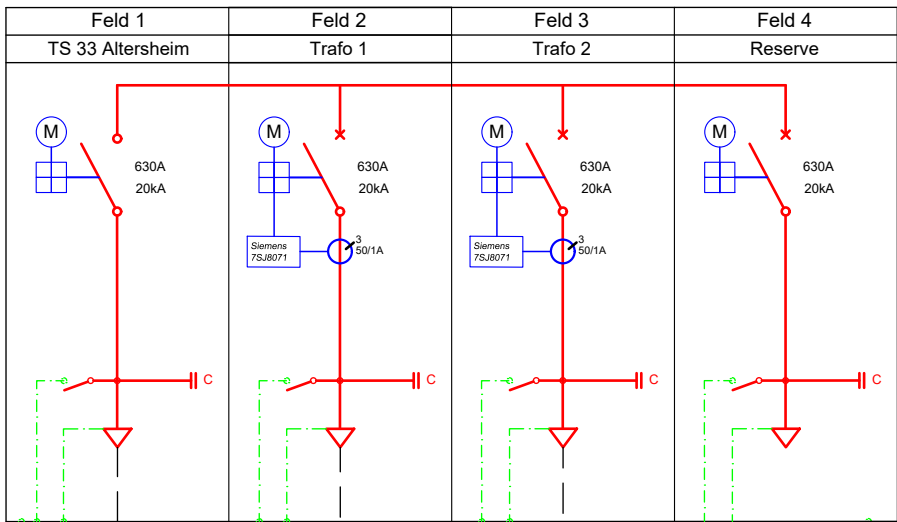 Feld 1
Feld 2
Feld 3
Feld 4
TS 33 Altersheim
Trafo 1
Trafo 2
Reserve
M
630A
20kA
C
M
630A
20kA
Siemens
7SJ8071
3
50/1A
C
M
630A
20kA
Siemens
7SJ8071
3
50/1A
C
M
630A
20kA
C